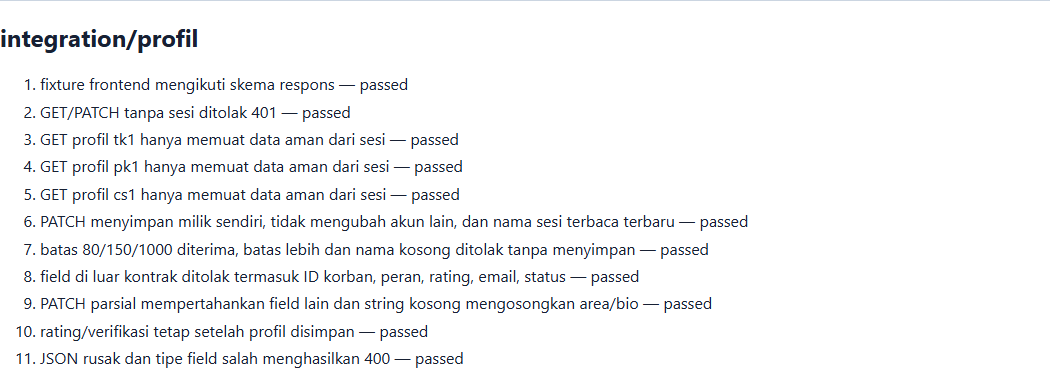 integration/profil
1. fixture frontend mengikuti skema respons — passed
2. GET/PATCH tanpa sesi ditolak 401 — passed
3. GET profil tk1 hanya memuat data aman dari sesi — passed
4. GET profil pk1 hanya memuat data aman dari sesi — passed
5. GET profil cs1 hanya memuat data aman dari sesi — passed
6. PATCH menyimpan milik sendiri, tidak mengubah akun lain, dan nama sesi terbaca terbaru — passed
7. batas 80/150/1000 diterima, batas lebih dan nama kosong ditolak tanpa menyimpan — passed
8. field di luar kontrak ditolak termasuk ID korban, peran, rating, email, status — passed
9. PATCH parsial mempertahankan field lain dan string kosong mengosongkan area/bio — passed
10. rating/verifikasi tetap setelah profil disimpan — passed
11. JSON rusak dan tipe field salah menghasilkan 400 — passed